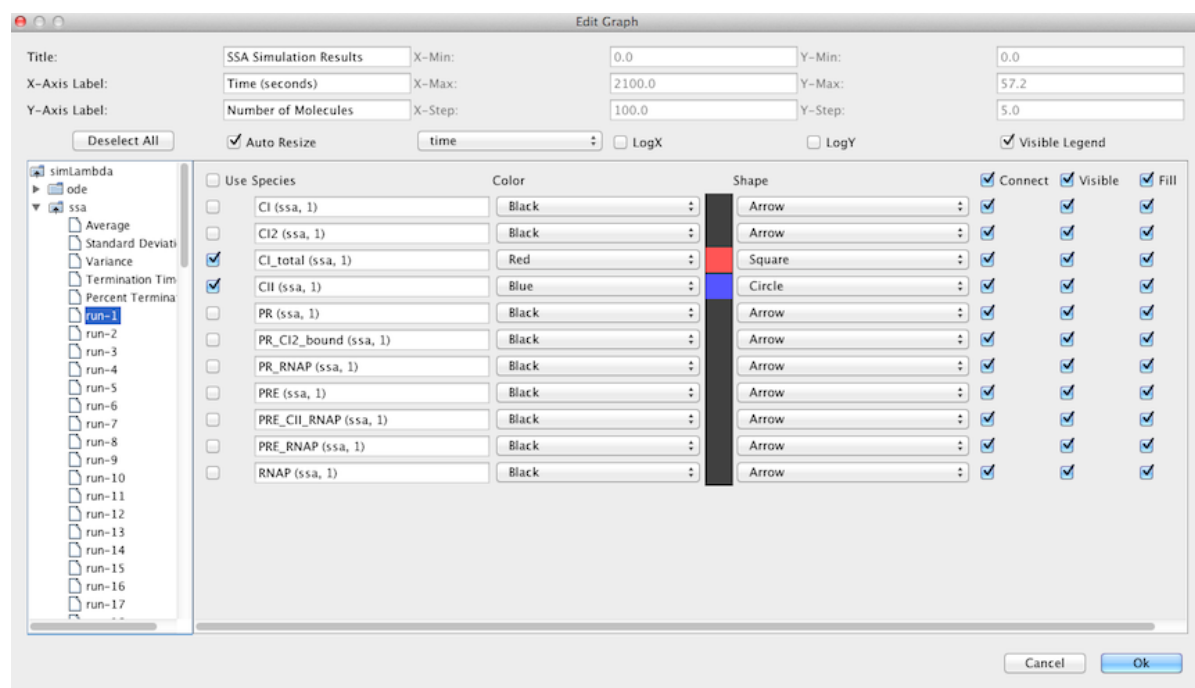 Edit Graph
Title: SSA Simulation Results X-Min: 0.0 Y-Min: 0.0
X-Axis Label: Time (seconds) X-Max: 2100.0 Y-Max: 57.2
Y-Axis Label: Number of Molecules X-Step: 100.0 Y-Step: 5.0
Deselect All Auto Resize time LogX LogY Visible Legend
simLambda
ode
ssa
Average
Standard Deviati
Variance
Termination Tim
Percent Termina
run-1
run-2
run-3
run-4
run-5
run-6
run-7
run-8
run-9
run-10
run-11
run-12
run-13
run-14
run-15
run-16
run-17
Use Species Color Shape Connect Visible Fill
CI (ssa, 1) Black Arrow
CI2 (ssa, 1) Black Arrow
CI_total (ssa, 1) Red Square
CII (ssa, 1) Blue Circle
PR (ssa, 1) Black Arrow
PR_CI2_bound (ssa, 1) Black Arrow
PR_RNAP (ssa, 1) Black Arrow
PRE (ssa, 1) Black Arrow
PRE_CII_RNAP (ssa, 1) Black Arrow
PRE_RNAP (ssa, 1) Black Arrow
RNAP (ssa, 1) Black Arrow
Cancel Ok